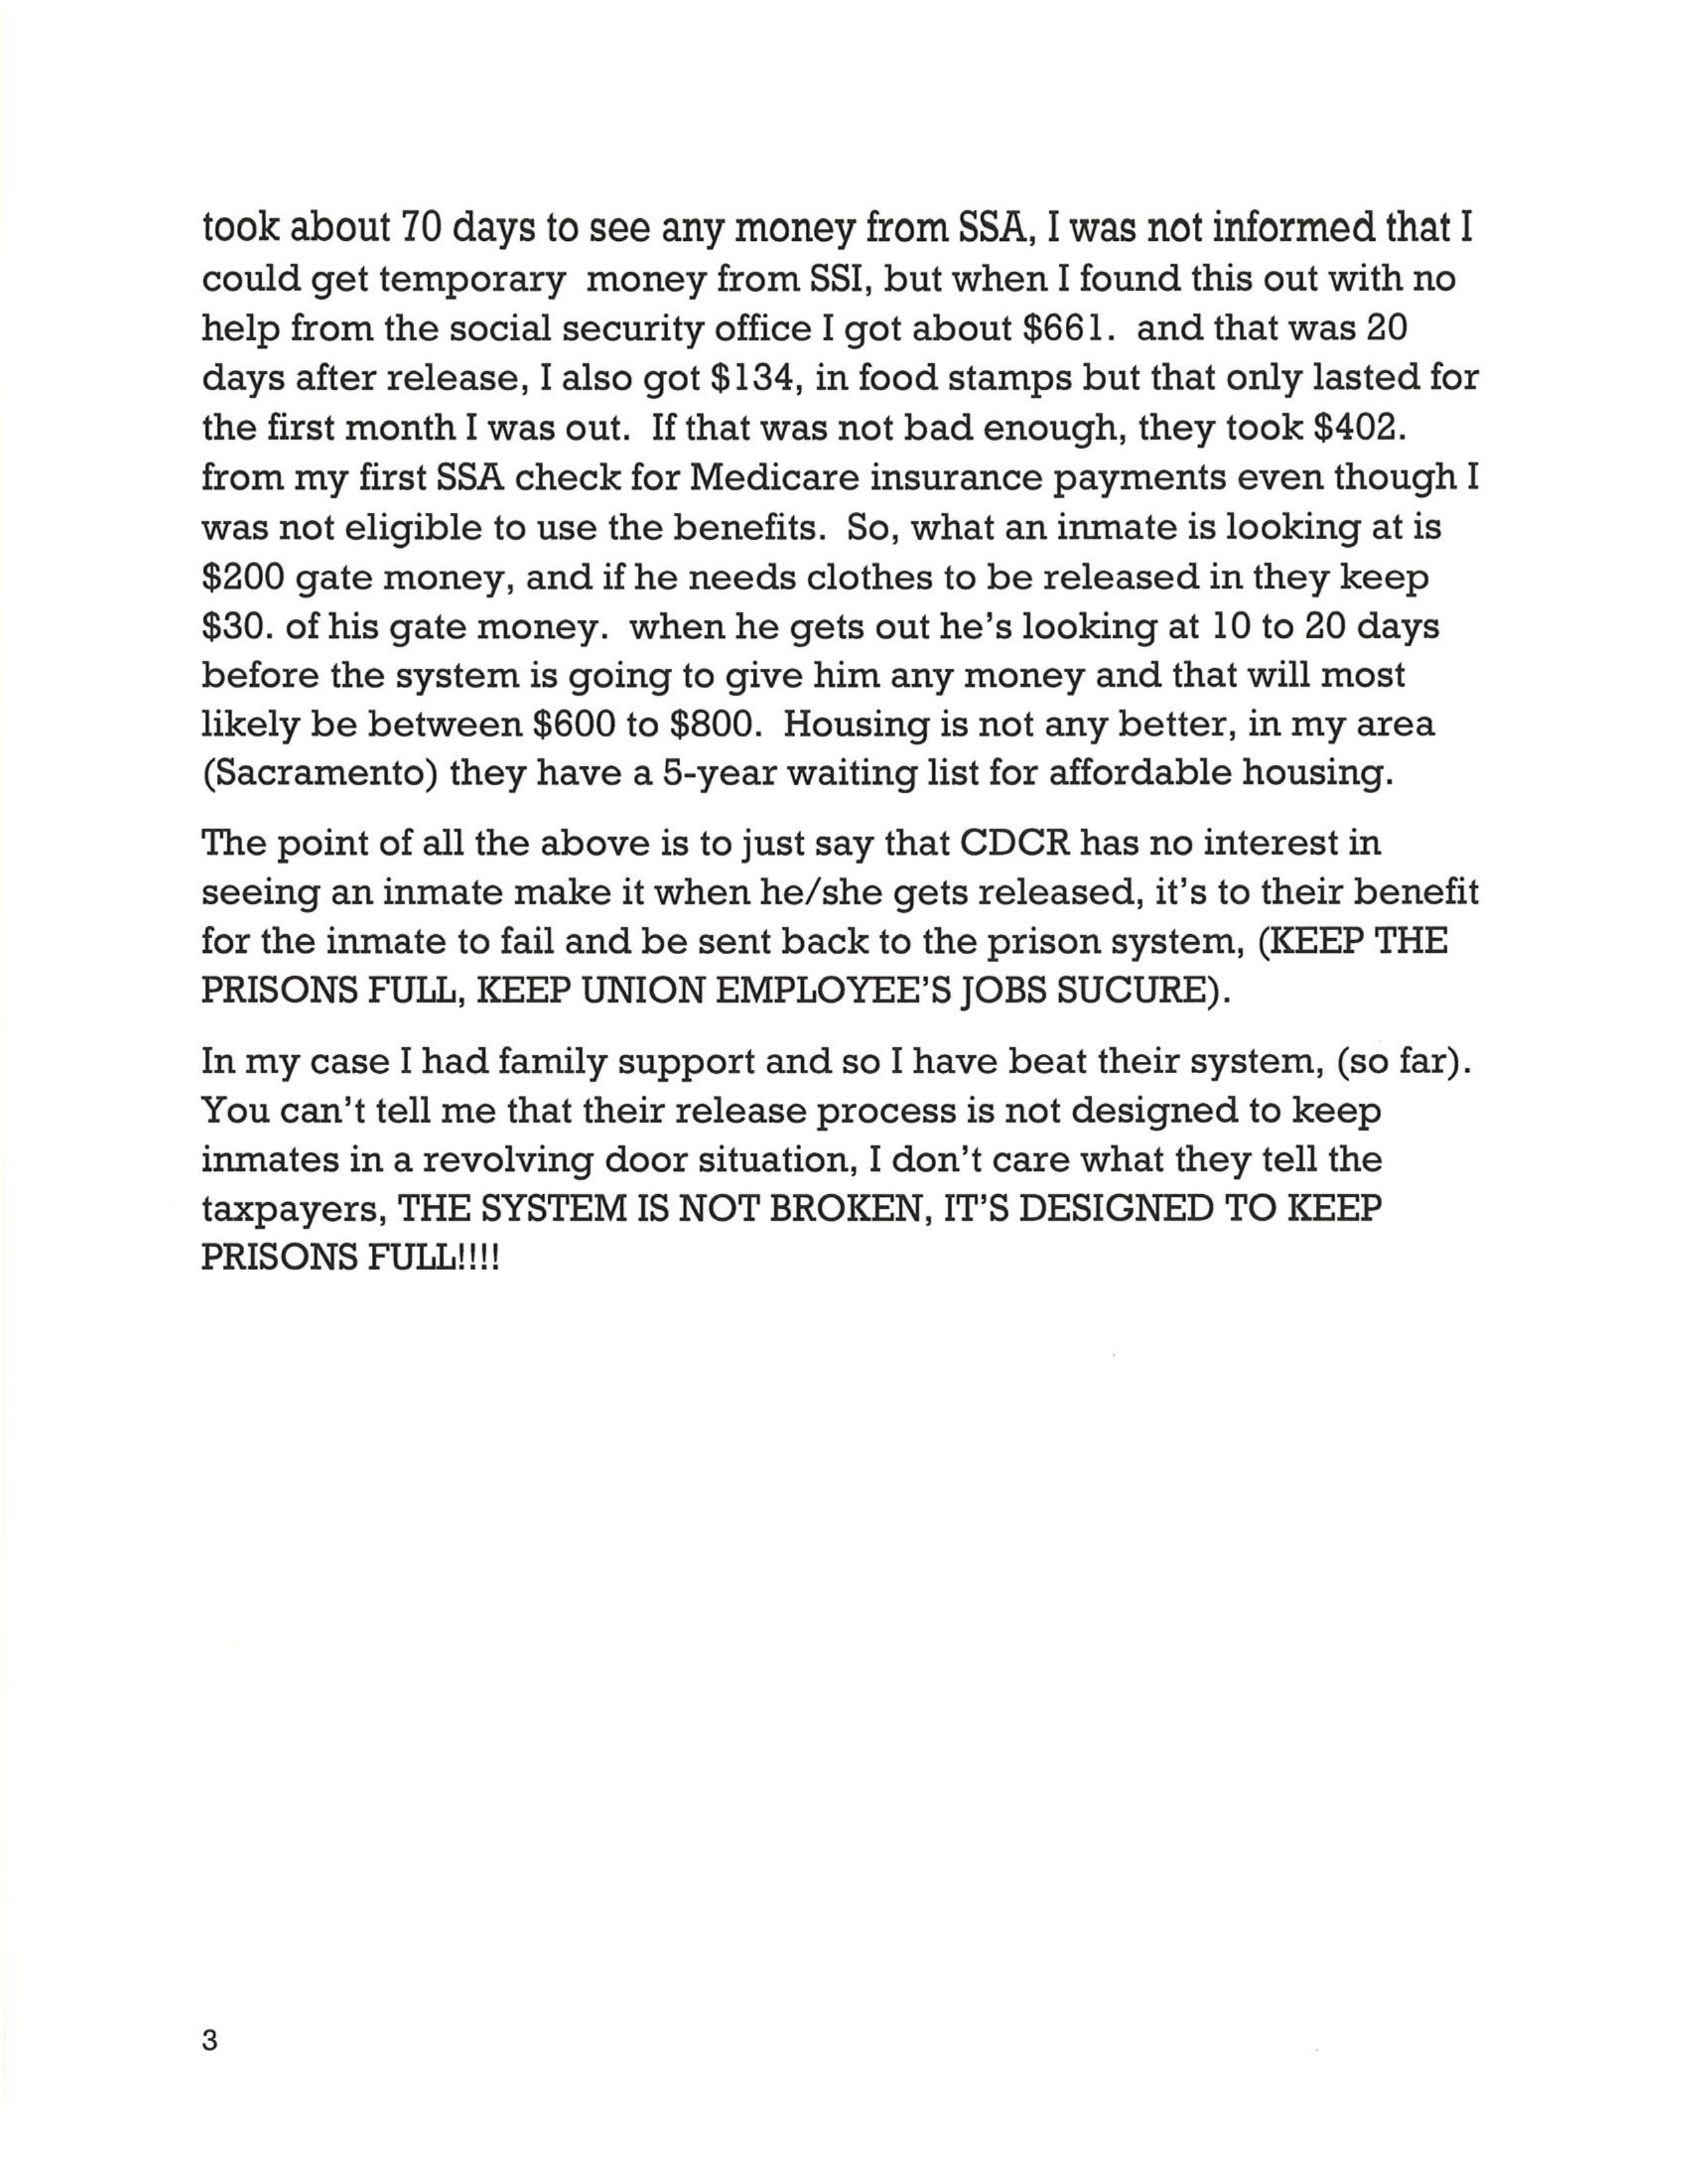 took about 70 days to see any money from SSA, I was not informed that I
could get temporary  money from SSI, but when I found this out with no
help from the social security office I got about $661.  and that was 20
days after release, I also got $134, in food stamps but that only lasted for
the first month I was out.  If that was not bad enough, they took $402.
from my first SSA check for Medicare insurance payments even though I
was not eligible to use the benefits.  So, what an inmate is looking at is
$200 gate money, and if he needs clothes to be released in they keep
$30. of his gate money.  when he gets out he's looking at 10 to 20 days
before the system is going to give him any money and that will most
likely be between $600 to $800.  Housing is not any better, in my area
(Sacramento) they have a 5-year waiting list for affordable housing.
The point of all the above is to just say that CDCR has no interest in
seeing an inmate make it when he/she gets released, it's to their benefit
for the inmate to fail and be sent back to the prison system, (KEEP THE
PRISONS FULL, KEEP UNION EMPLOYEE'S JOBS SUCURE).
In my case I had family support and so I have beat their system, (so far).
You can't tell me that their release process is not designed to keep
inmates in a revolving door situation, I don't care what they tell the
taxpayers, THE SYSTEM IS NOT BROKEN, IT'S DESIGNED TO KEEP
PRISONS FULL!!!!
3